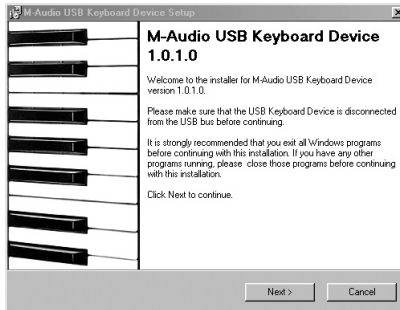 M-Audio USB Keyboard Device Setup
M-Audio USB Keyboard Device
1.0.1.0
Welcome to the installer for M-Audio USB Keyboard Device
version 1.0.1.0.
Please make sure that the USB Keyboard Device is disconnected
from the USB bus before continuing.
It is strongly recommended that you exit all Windows programs
before continuing with this installation. If you have any other
programs running, please close those programs before continuing
with this installation.
Click Next to continue.
Next >
Cancel